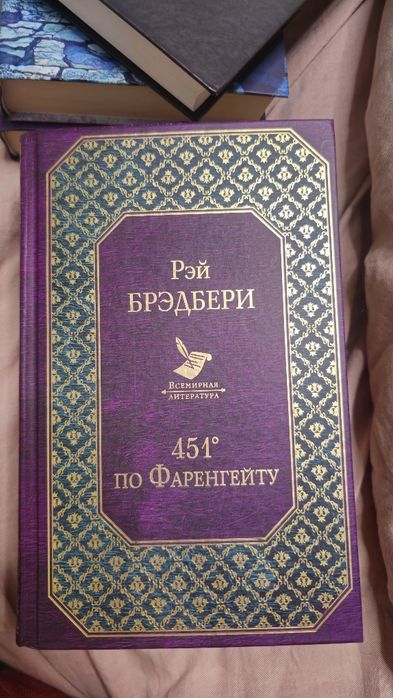 Рэй
БРЭДБЕРИ
Всемирная
литература
451°
по Фаренгейту